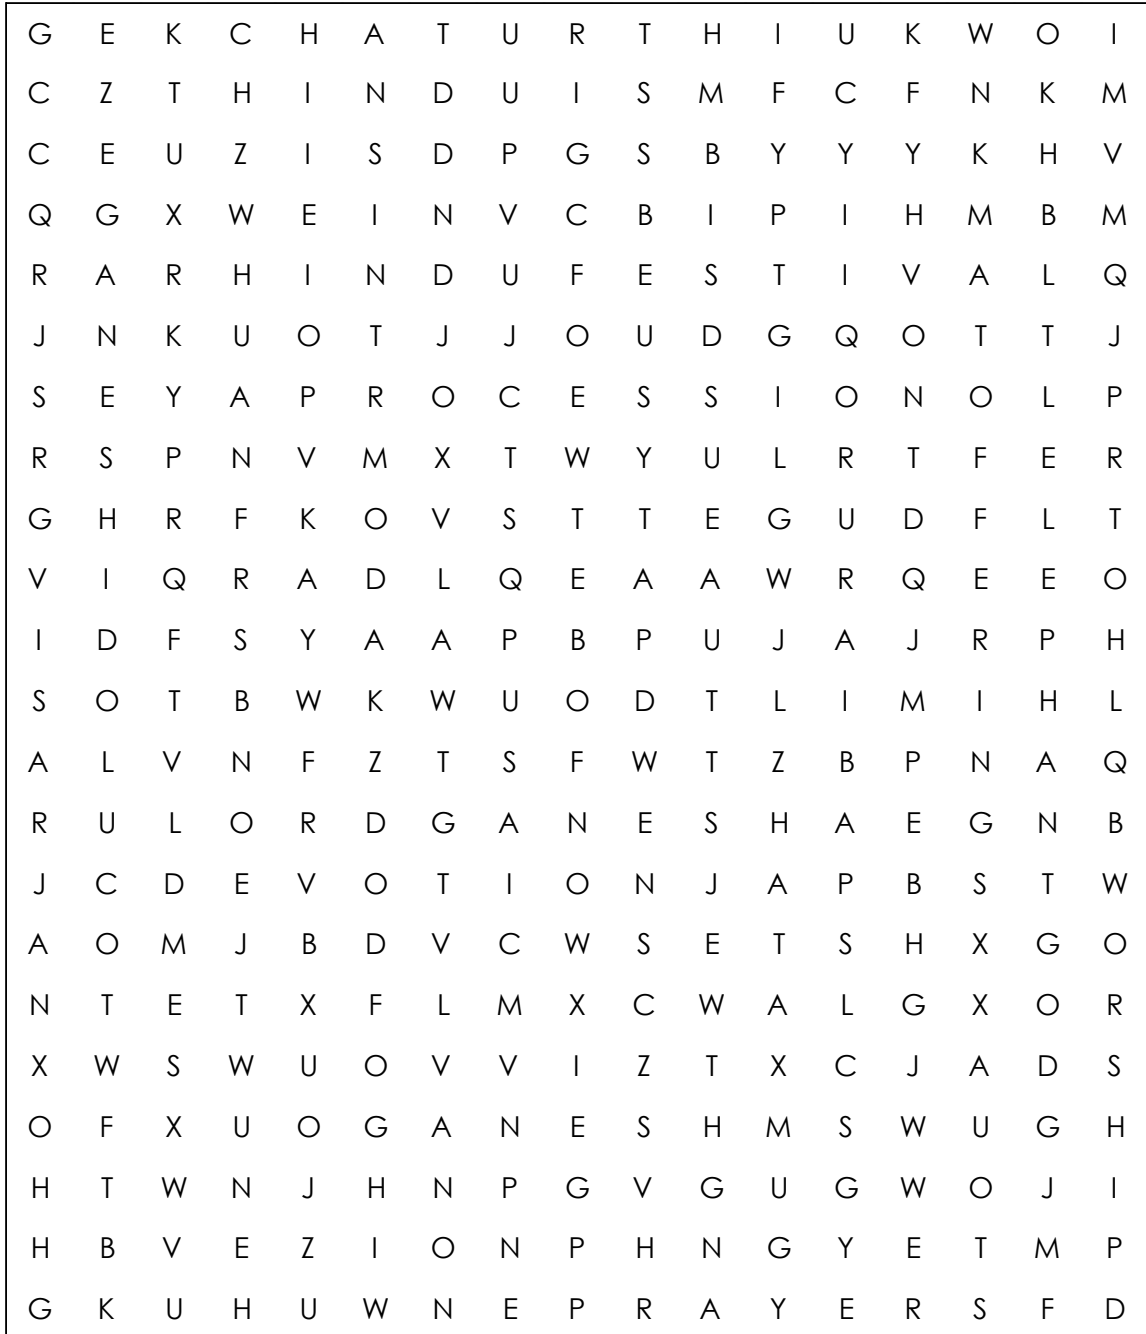 G E K C H A T U R T H I U K W O I
C Z T H I N D U I S M F C F N K M
C E U Z I S D P G S B Y Y Y K H V
Q G X W E I N V C B I P I H M B M
R A R H I N D U F E S T I V A L Q
J N K U O T J J O U D G Q O T T J
S E Y A P R O C E S S I O N O L P
R S P N V M X T W Y U L R T F E R
G H R F K O V S T T E G U D F L T
V I Q R A D L Q E A A W R Q E E O
I D F S Y A A P B P U J A J R P H
S O T B W K W U O D T L I M I H L
A L V N F Z T S F W T Z B P N A Q
R U L O R D G A N E S H A E G N B
J C D E V O T I O N J A P B S T W
A O M J B D V C W S E T S H X G O
N T E T X F L M X C W A L G X O R
X W S W U O V V I Z T X C J A D S
O F X U O G A N E S H M S W U G H
H T W N J H N P G V G U G W O J I
H B V E Z I O N P H N G Y E T M P
G K U H U W N E P R A Y E R S F D